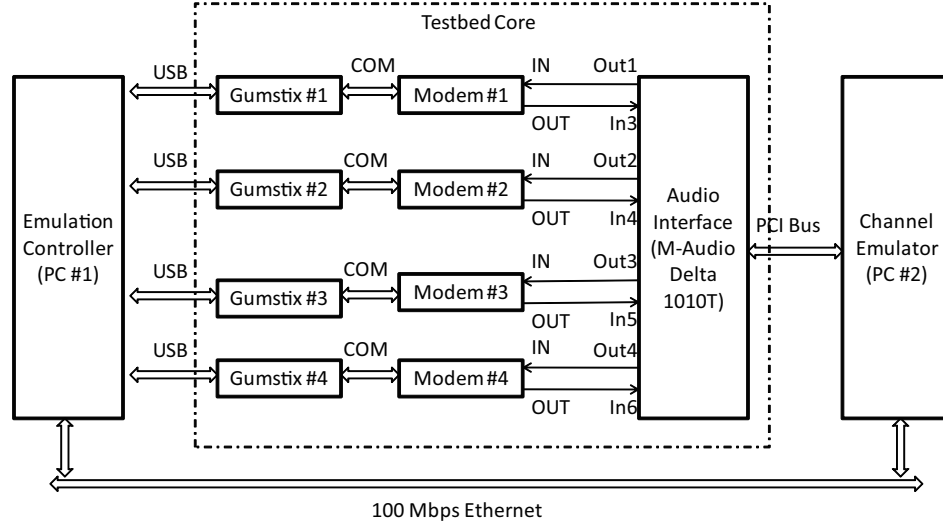 Testbed Core
USB
COM
IN
Out1
Gumstix #1
Modem #1
OUT
In3
USB
COM
IN
Out2
Gumstix #2
Modem #2
OUT
In4
Emulation
Controller
(PC #1)
Audio
Interface
(M-Audio
Delta
1010T)
PCI Bus
Channel
Emulator
(PC #2)
USB
COM
IN
Out3
Gumstix #3
Modem #3
OUT
In5
USB
COM
IN
Out4
Gumstix #4
Modem #4
OUT
In6
100 Mbps Ethernet